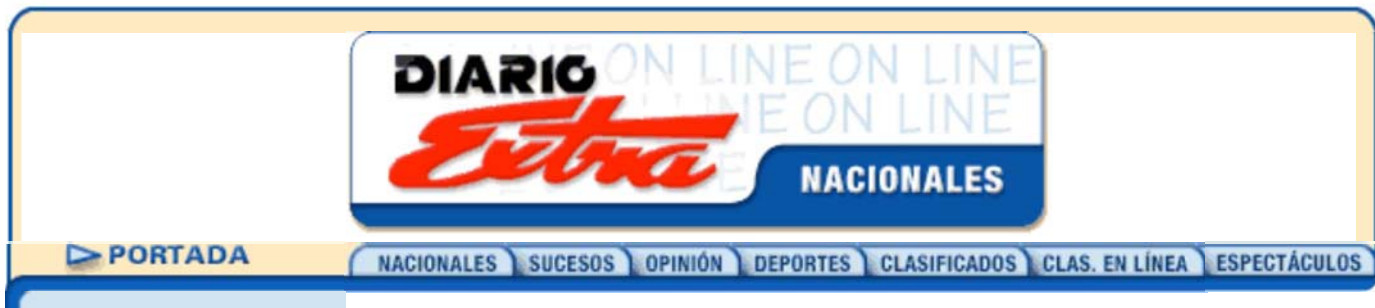 ON LINE ON LINE
DIARIO
LINE ON LINE
Extra
E
NACIONALES
PORTADA
NACIONALES SUCESOS OPINIÓN DEPORTES CLASIFICADOS CLAS. EN LÍNEA ESPECTÁCULOS